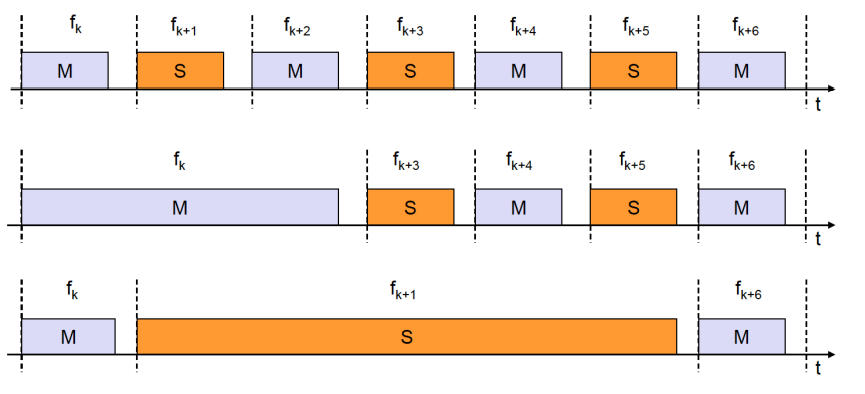 f_k f_{k+1} f_{k+2} f_{k+3} f_{k+4} f_{k+5} f_{k+6}
M S M S M S M
t
f_k f_{k+3} f_{k+4} f_{k+5} f_{k+6}
M S M S M
t
f_k f_{k+1} f_{k+6}
M S M
t